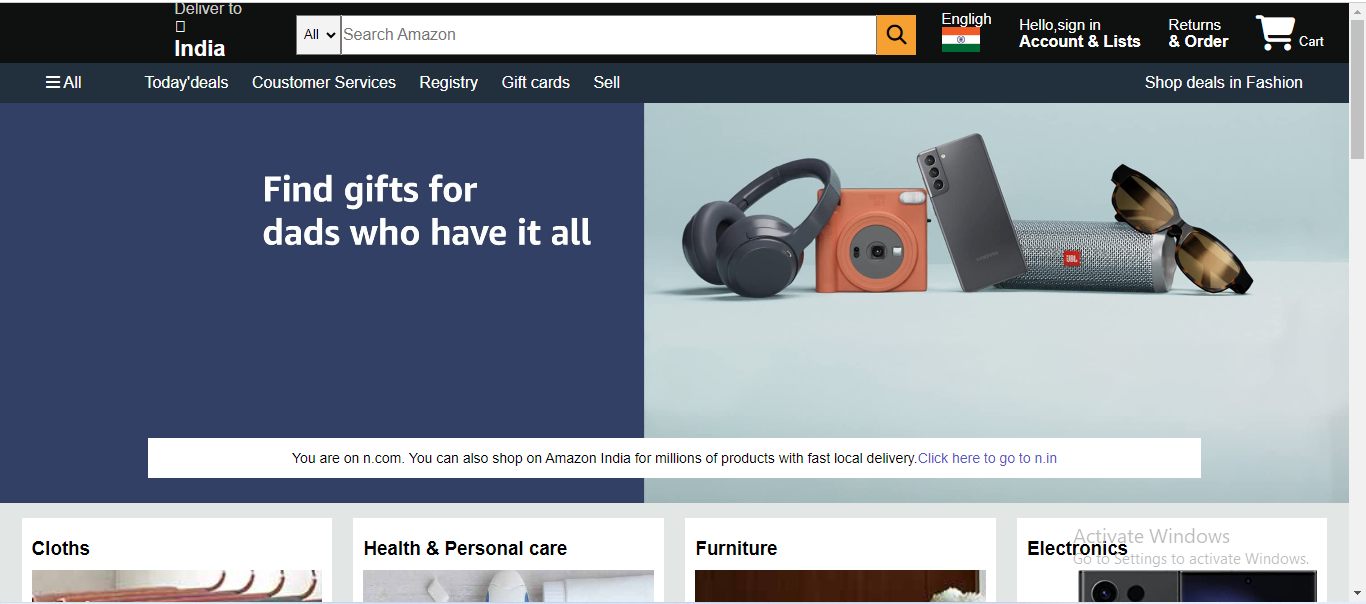 Deliver to
India
All
Search Amazon
Engligh
Hello,sign in
Account & Lists
Returns
& Order
Cart
All
Today'deals
Coustomer Services
Registry
Gift cards
Sell
Shop deals in Fashion
Find gifts for
dads who have it all
SAMSUNG
JBL
You are on n.com. You can also shop on Amazon India for millions of products with fast local delivery.Click here to go to n.in
Cloths
Health & Personal care
Furniture
Electronics
Activate Windows
Go to Settings to activate Windows.